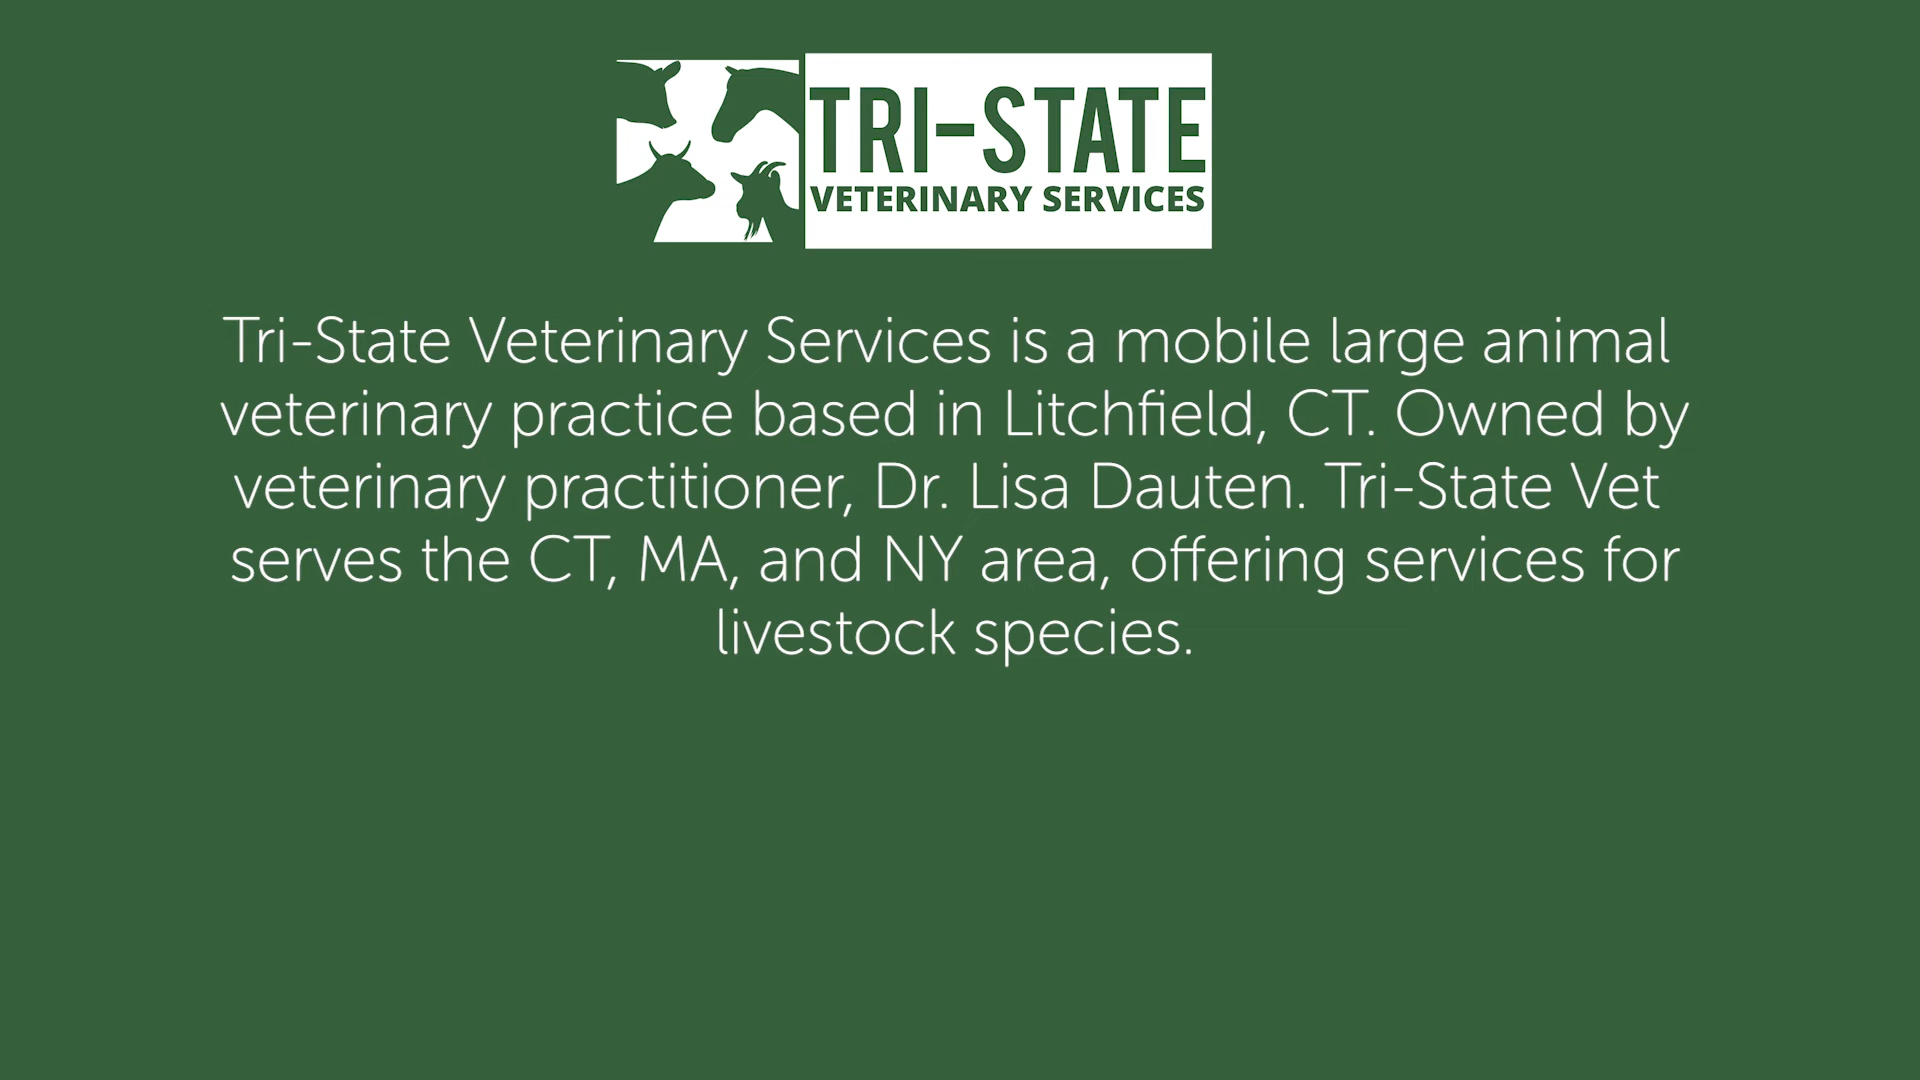 TRI-STATE
VETERINARY SERVICES
Tri-State Veterinary Services is a mobile large animal
veterinary practice based in Litchfield, CT. Owned by
veterinary practitioner, Dr. Lisa Dauten. Tri-State Vet
serves the CT, MA, and NY area, offering services for
livestock species.